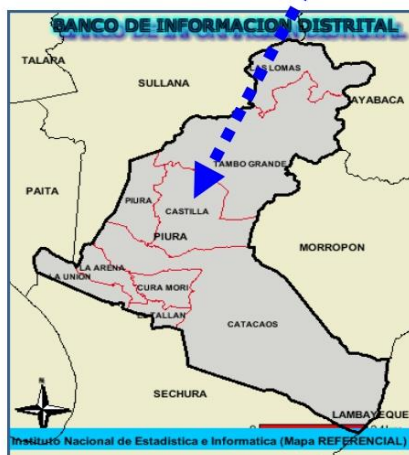 BANCO DE INFORMACION DISTRITAL
TALARA
SULLANA
LAS LOMAS
AYABACA
TAMBO GRANDE
PAITA
PIURA
CASTILLA
PIURA
MORROPON
LA ARENA
LA UNION
CURA MORI
EL TALLAN
CATACAOS
SECHURA
N
LAMBAYEQUE
0
Instituto Nacional de Estadistica e Informatica (Mapa REFERENCIAL)